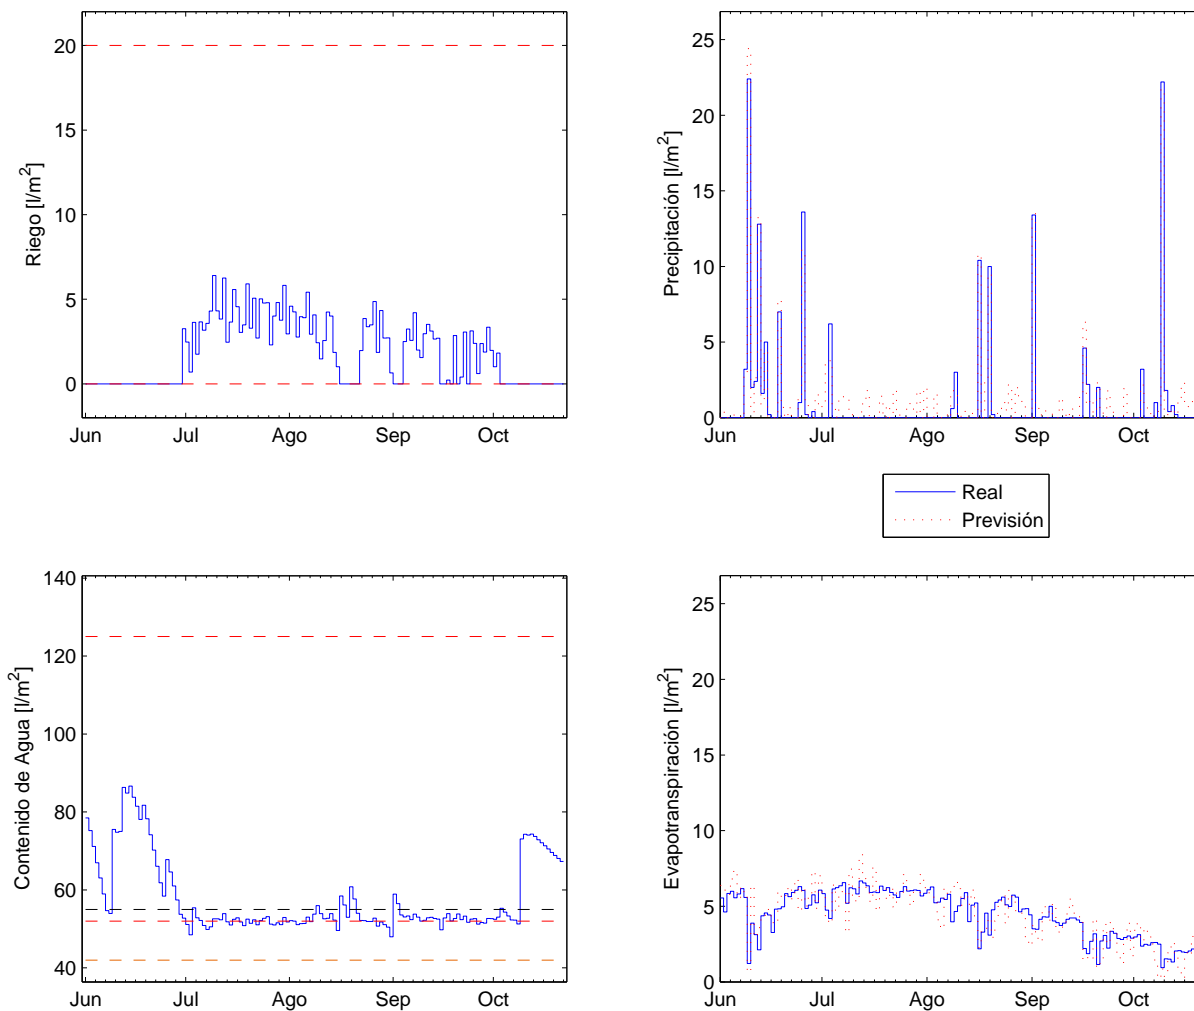 Riego [l/m²]
20
15
10
5
0
Jun Jul Ago Sep Oct
Precipitación [l/m²]
25
20
15
10
5
0
Jun Jul Ago Sep Oct
Real
Previsión
Contenido de Agua [l/m²]
140
120
100
80
60
40
Jun Jul Ago Sep Oct
Evapotranspiración [l/m²]
25
20
15
10
5
0
Jun Jul Ago Sep Oct